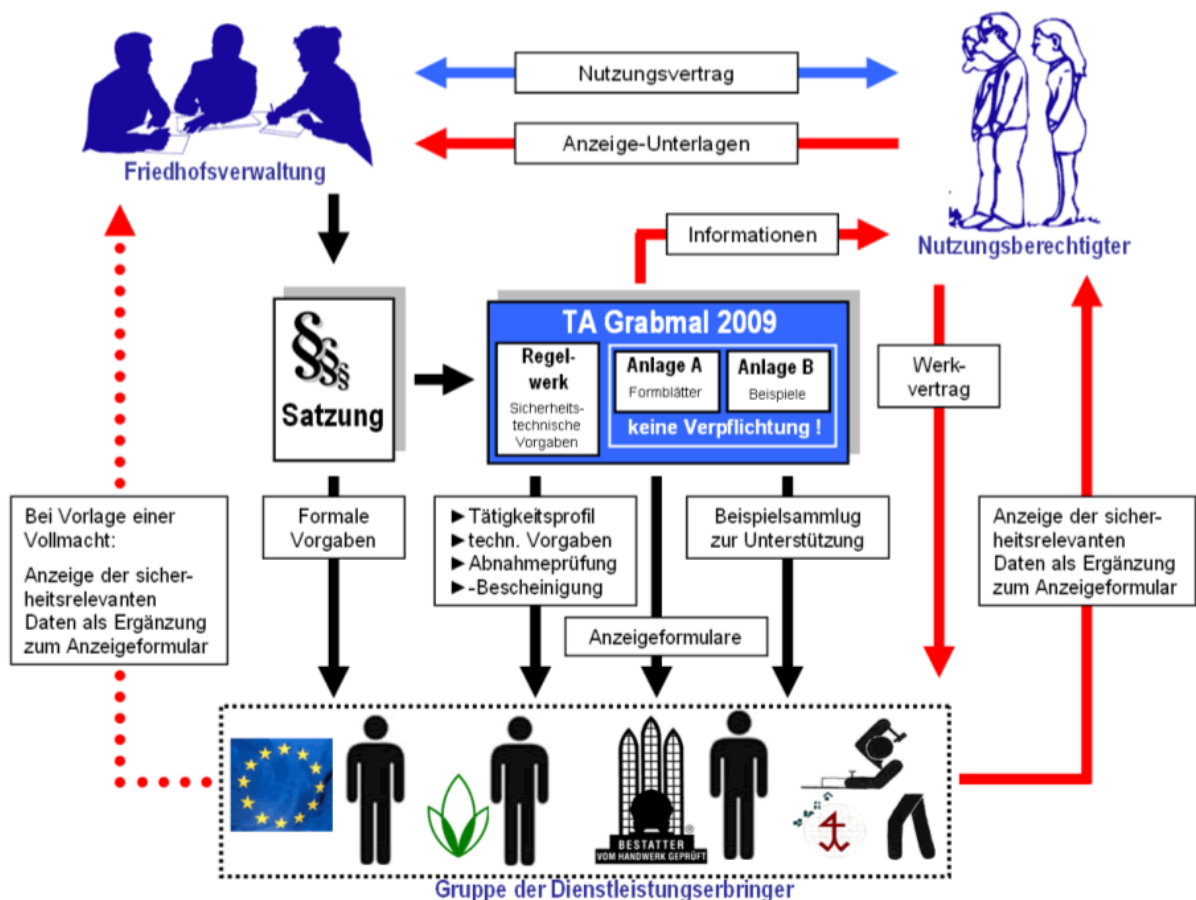 Nutzungsvertrag
Anzeige-Unterlagen
Friedhofsverwaltung
Informationen
Nutzungsberechtigter
§§§§
Satzung
TA Grabmal 2009
Regel-
werk
Sicherheits-
technische
Vorgaben
Anlage A
Formblätter
Anlage B
Beispiele
keine Verpflichtung !
Werk-
vertrag
Bei Vorlage einer
Vollmacht:
Anzeige der sicher-
heitsrelevanten
Daten als Ergänzung
zum Anzeigeformular
Formale
Vorgaben
►Tätigkeitsprofil
►techn. Vorgaben
►Abnahmeprüfung
►-Bescheinigung
Beispielsammlug
zur Unterstützung
Anzeige der sicher-
heitsrelevanten
Daten als Ergänzung
zum Anzeigeformular
Anzeigeformulare
®
BESTATTER
VOM HANDWERK GEPRÜFT
Gruppe der Dienstleistungserbringer